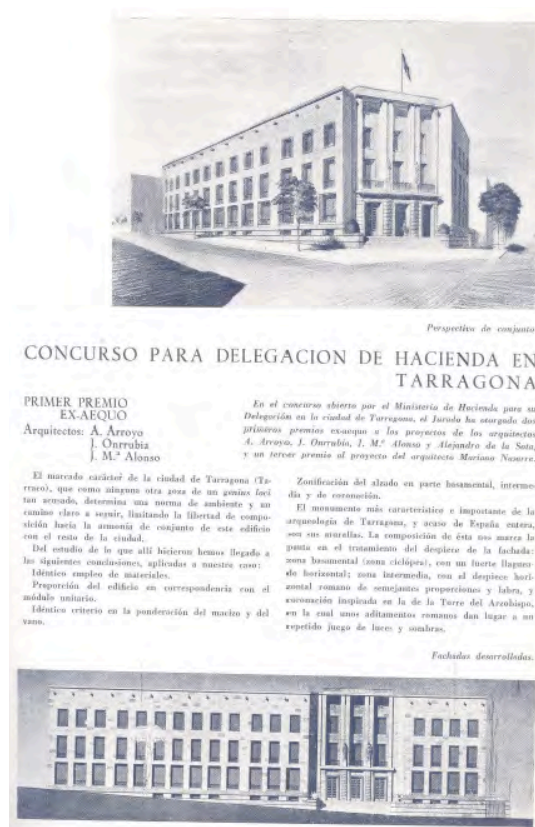 Perspectiva de conjunto
CONCURSO PARA DELEGACION DE HACIENDA EN
TARRAGONA
PRIMER PREMIO
EX-AEQUO
Arquitectos: A. Arroyo
J. Onrrubia
J. M.ª Alonso
En el concurso abierto por el Ministerio de Hacienda para su
Delegación en la ciudad de Tarragona, el Jurado ha otorgado dos
primeros premios ex-aequo a los proyectos de los arquitectos
A. Arroyo, J. Onrrubia, J. M.ª Alonso y Alejandro de la Sota,
y un tercer premio al proyecto del arquitecto Mariano Nasarre.
El marcado carácter de la ciudad de Tarragona (Ta-
rraco), que como ninguna otra goza de un genius loci
tan acusado, determina una norma de ambiente y un
camino claro a seguir, limitando la libertad de compo-
sición hacia la armonía de conjunto de este edificio
con el resto de la ciudad.
Del estudio de lo que allí hicieron hemos llegado a
las siguientes conclusiones, aplicadas a nuestro caso:
Idéntico empleo de materiales.
Proporción del edificio en correspondencia con el
módulo unitario.
Idéntico criterio en la ponderación del macizo y del
vano.
Zonificación del alzado en parte basamental, interme-
dia y de coronación.
El monumento más característico e importante de la
arqueología de Tarragona, y acaso de España entera,
son sus murallas. La composición de ésta nos marca la
pauta en el tratamiento del despiece de la fachada:
zona basamental (zona ciclópea), con un fuerte llaguea-
do horizontal; zona intermedia, con el despiece hori-
zontal romano de semejantes proporciones y labra, y
coronación inspirada en la de la Torre del Arzobispo,
en la cual unos aditamentos romanos dan lugar a un
repetido juego de luces y sombras.
Fachadas desarrolladas.